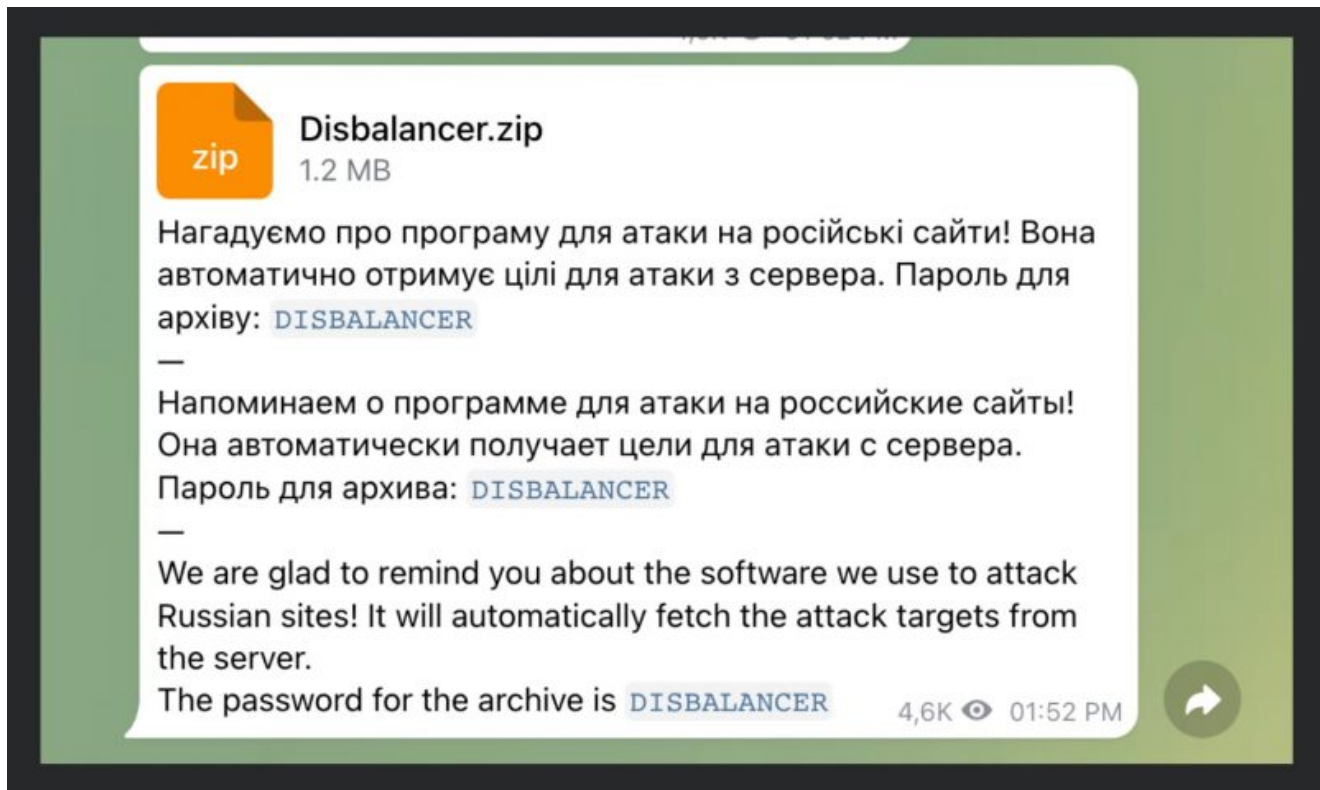 Disbalancer.zip
zip
1.2 MB
Нагадуємо про програму для атаки на російські сайти! Вона
автоматично отримує цілі для атаки з сервера. Пароль для
архіву: DISBALANCER
—
Напоминаем о программе для атаки на российские сайты!
Она автоматически получает цели для атаки с сервера.
Пароль для архива: DISBALANCER
—
We are glad to remind you about the software we use to attack
Russian sites! It will automatically fetch the attack targets from
the server.
The password for the archive is DISBALANCER
4,6K 01:52 PM